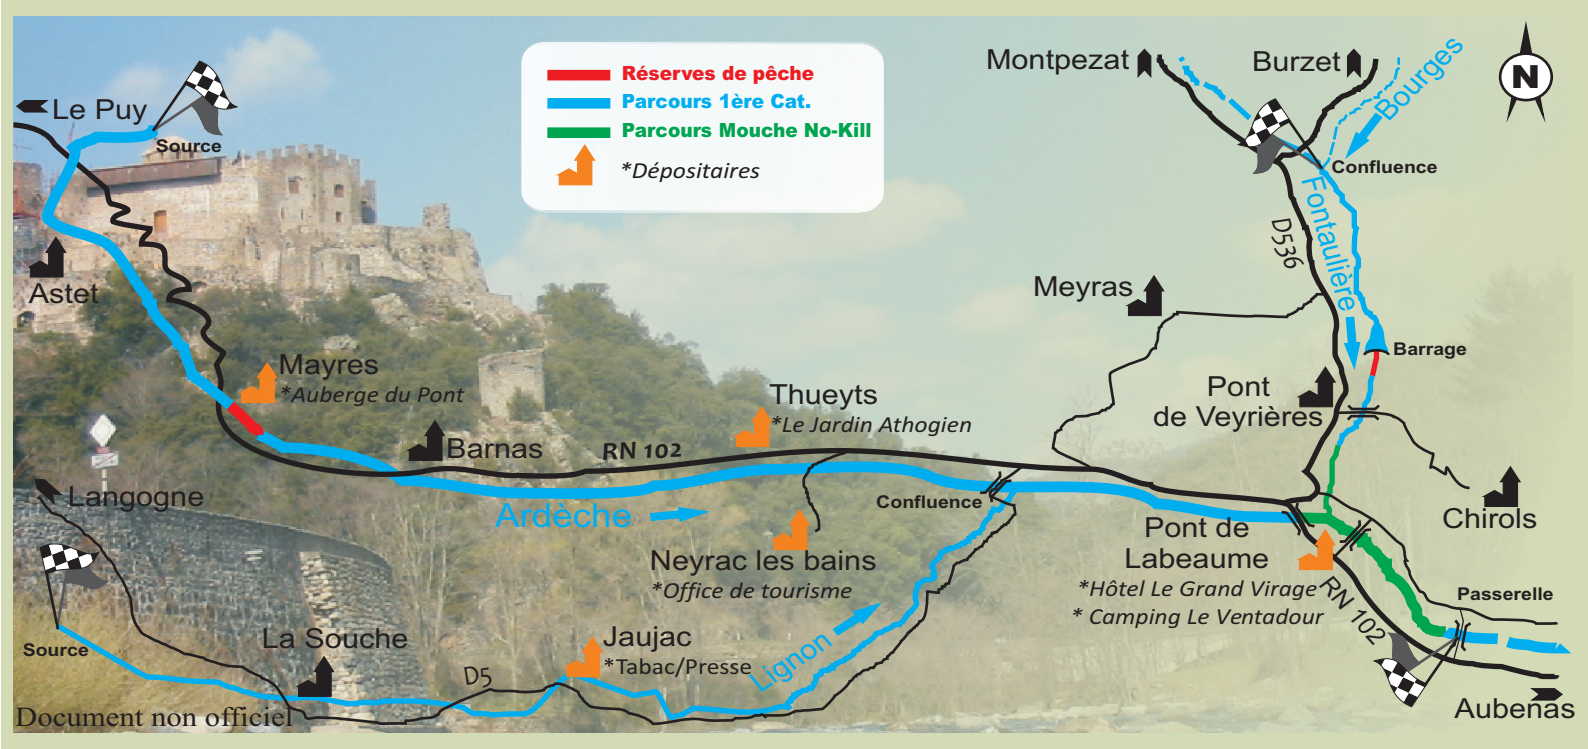 Réserves de pêche
Parcours 1ère Cat.
Parcours Mouche No-Kill
*Dépositaires
Le Puy
Source
Astet
Mayres
*Auberge du Pont
Barnas
RN 102
Thueyts
*Le Jardin Athogien
Ardèche
Confluence
Neyrac les bains
*Office de tourisme
Langogne
Source
La Souche
D5
Jaujac
*Tabac/Presse
Lignon
Document non officiel
Montpezat
Burzet
Bourges
N
Confluence
Fontaulière
D536
Meyras
Barrage
Pont
de Veyrières
Chirols
Pont de
Labeaume
*Hôtel Le Grand Virage
* Camping Le Ventadour
RN 102
Passerelle
Aubenas